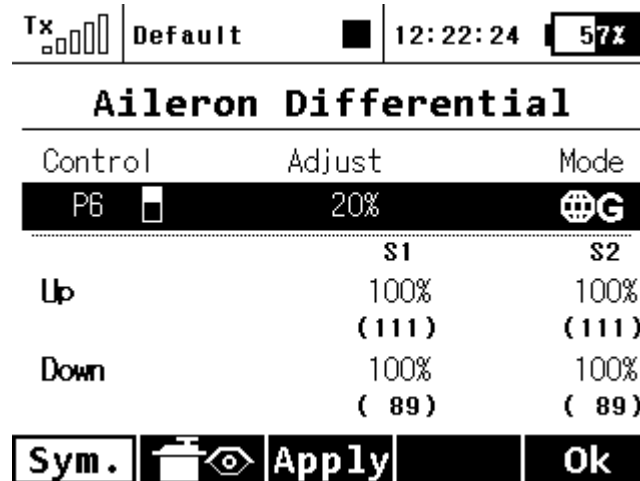 Tx Default 12:22:24 57%
Aileron Differential
Control Adjust Mode
P6 20% G
S1 S2
Up 100% 100%
(111) (111)
Down 100% 100%
( 89) ( 89)
Sym. Apply Ok